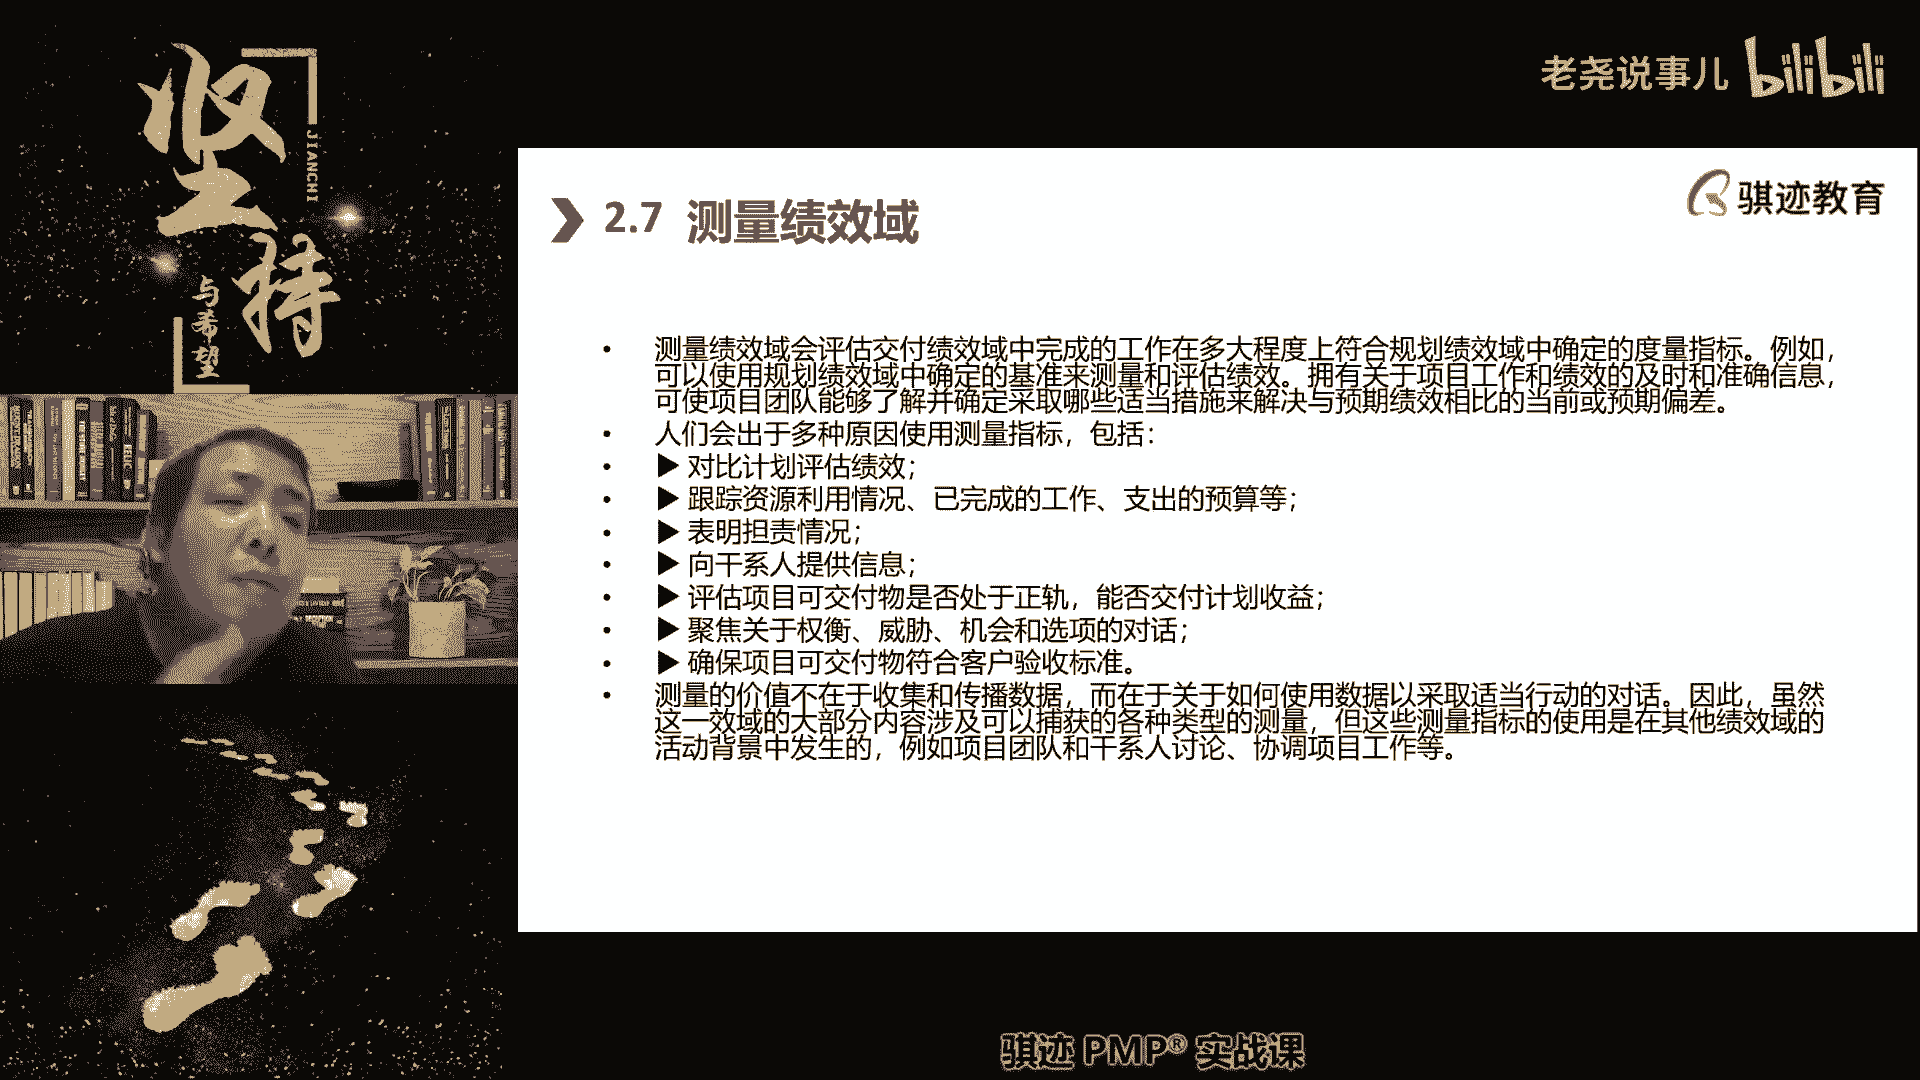 坚持
JIANCHI
与希望
老尧说事儿 bilibili
骐迹教育
2.7 测量绩效域
• 测量绩效域会评估交付绩效域中完成的工作在多大程度上符合规划绩效域中确定的度量指标。例如，
可以使用规划绩效域中确定的基准来测量和评估绩效。拥有关于项目工作和绩效的及时和准确信息，
可使项目团队能够了解并确定采取哪些适当措施来解决与预期绩效相比的当前或预期偏差。
• 人们会出于多种原因使用测量指标，包括：
• ▶ 对比计划评估绩效；
• ▶ 跟踪资源利用情况、已完成的工作、支出的预算等；
• ▶ 表明担责情况；
• ▶ 向干系人提供信息；
• ▶ 评估项目可交付物是否处于正轨，能否交付计划收益；
• ▶ 聚焦关于权衡、威胁、机会和选项的对话；
• ▶ 确保项目可交付物符合客户验收标准。
• 测量的价值不在于收集和传播数据，而在于关于如何使用数据以采取适当行动的对话。因此，虽然
这一效域的大部分内容涉及可以捕获的各种类型的测量，但这些测量指标的使用是在其他绩效域的
活动背景中发生的，例如项目团队和干系人讨论、协调项目工作等。
骐迹 PMP® 实战课